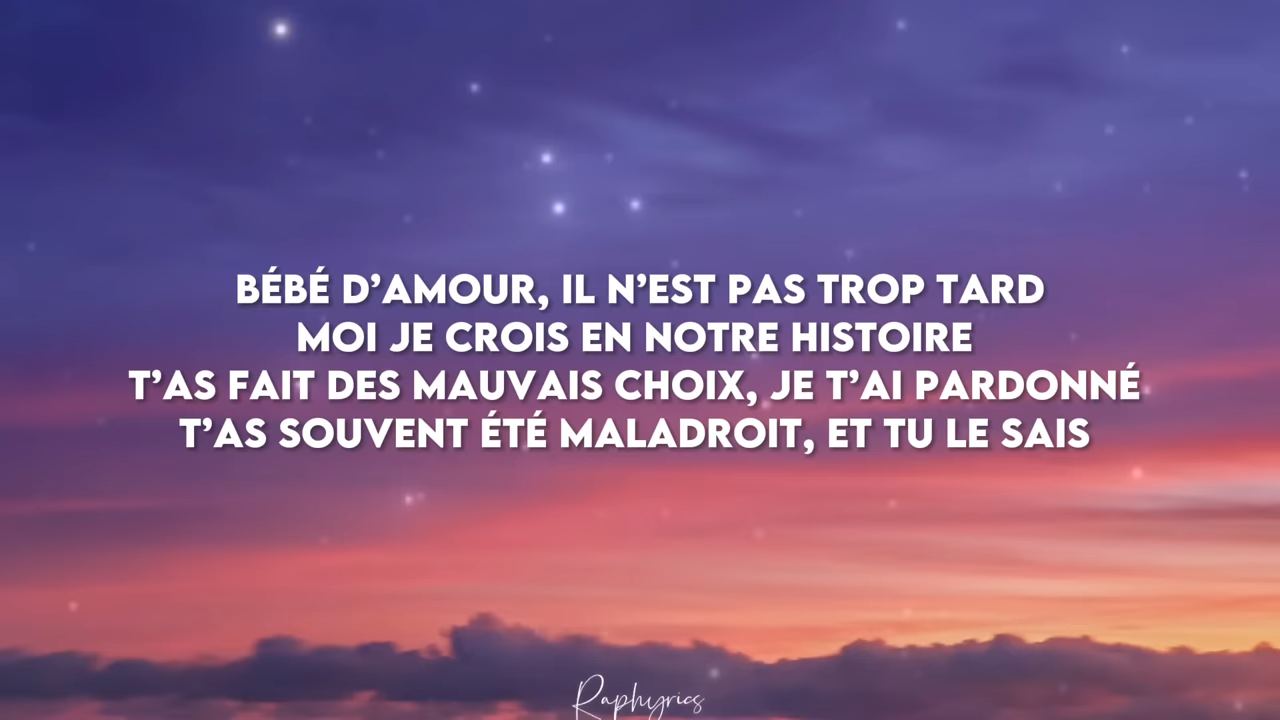 BÉBÉ D’AMOUR, IL N’EST PAS TROP TARD
MOI JE CROIS EN NOTRE HISTOIRE
T’AS FAIT DES MAUVAIS CHOIX, JE T’AI PARDONNÉ
T’AS SOUVENT ÉTÉ MALADROIT, ET TU LE SAIS
Raphyrics